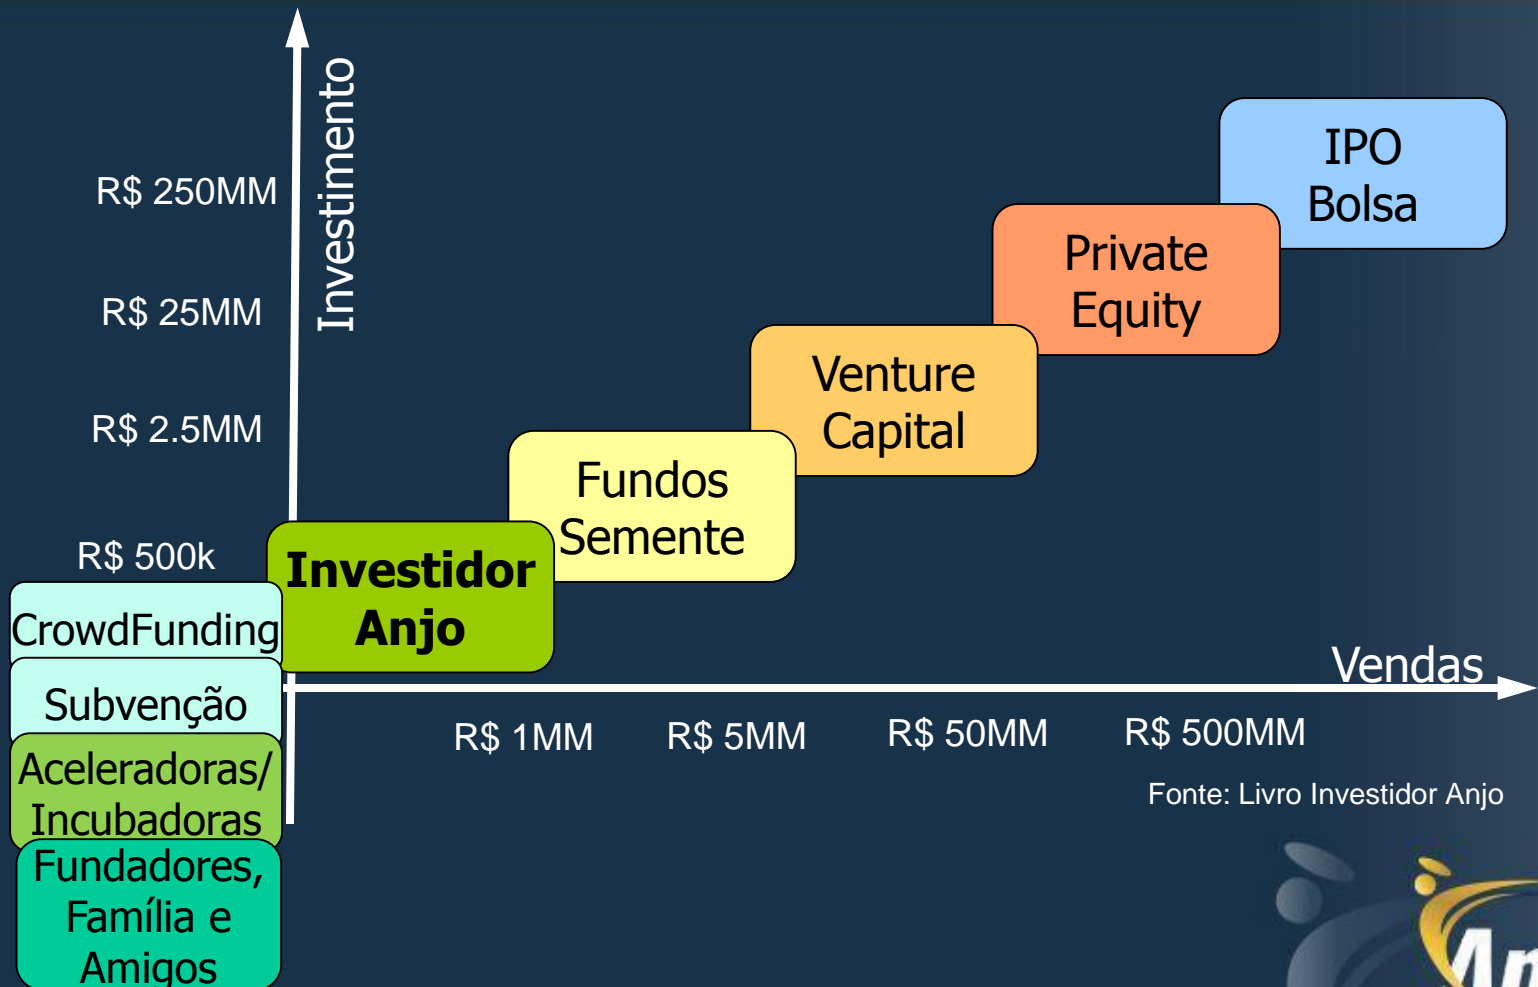 Investimento
R$ 250MM
R$ 25MM
R$ 2.5MM
R$ 500k
IPO
Bolsa
Private
Equity
Venture
Capital
Fundos
Semente
Investidor
Anjo
CrowdFunding
Subvenção
Aceleradoras/
Incubadoras
Fundadores,
Família e
Amigos
Vendas
R$ 1MM
R$ 5MM
R$ 50MM
R$ 500MM
Fonte: Livro Investidor Anjo